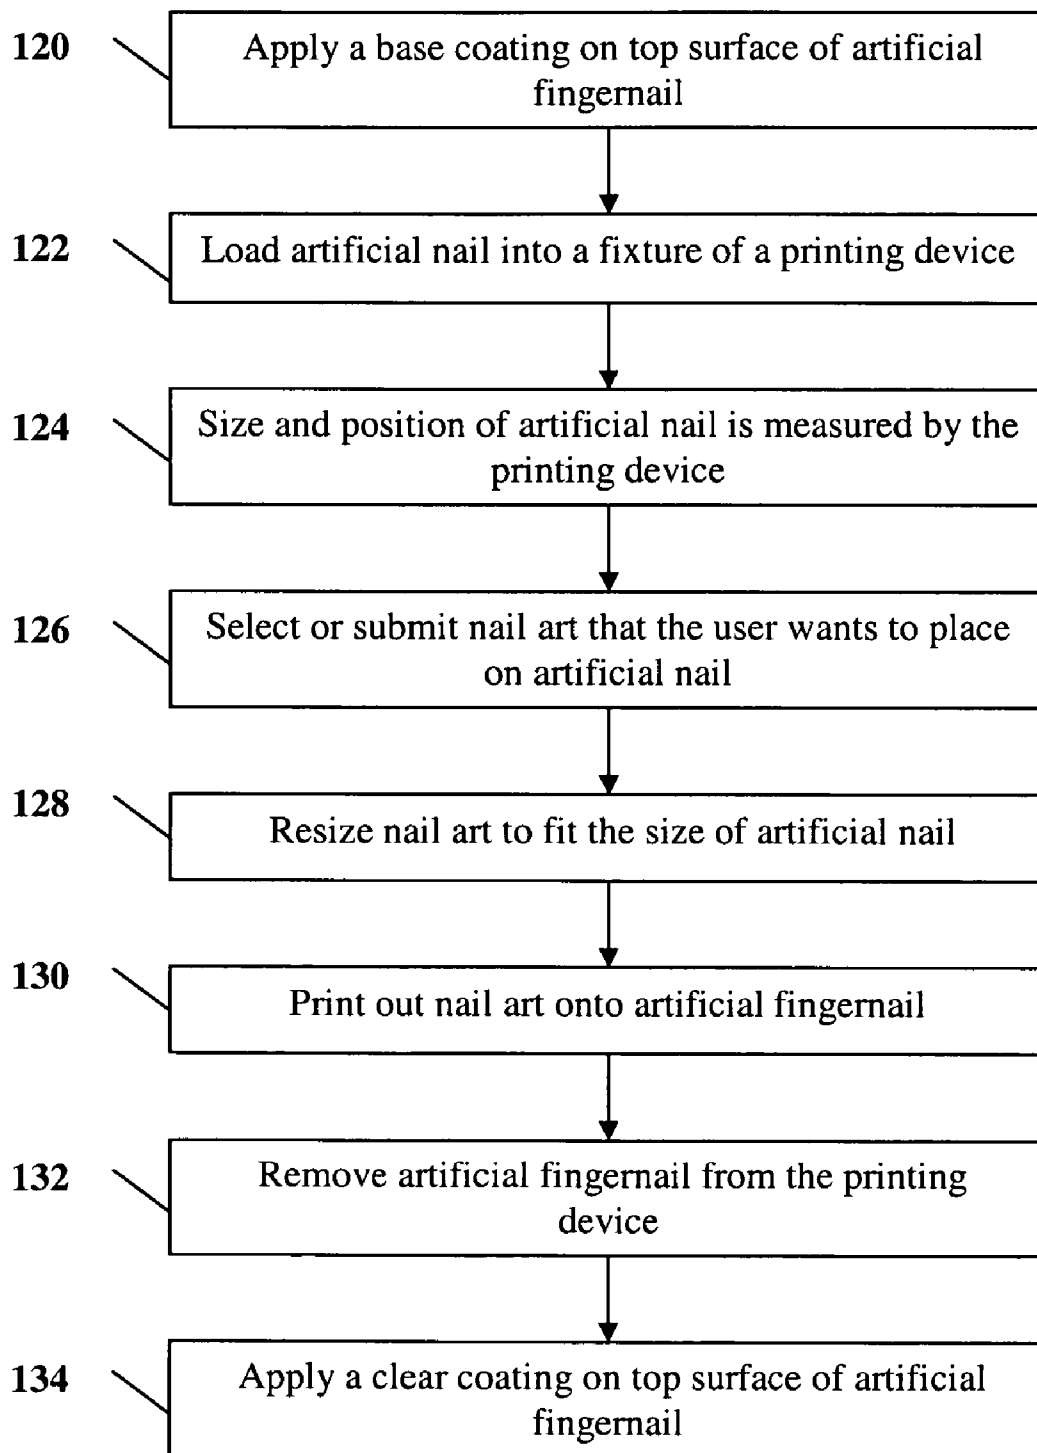 120
Apply a base coating on top surface of artificial
fingernail
122
Load artificial nail into a fixture of a printing device
124
Size and position of artificial nail is measured by the
printing device
126
Select or submit nail art that the user wants to place
on artificial nail
128
Resize nail art to fit the size of artificial nail
130
Print out nail art onto artificial fingernail
132
Remove artificial fingernail from the printing
device
134
Apply a clear coating on top surface of artificial
fingernail